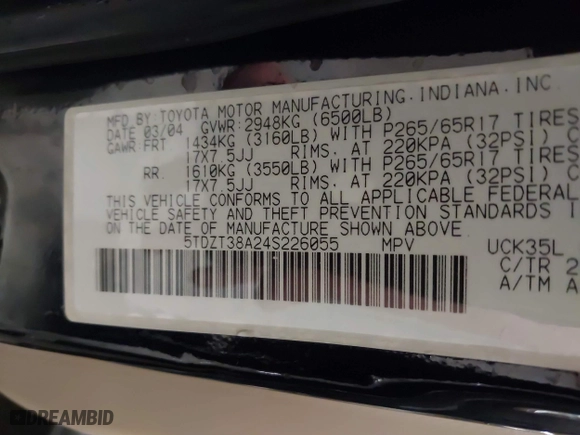 MFD.BY:TOYOTA MOTOR MANUFACTURING.INDIANA.INC.
DATE 03/04 GVWR:2948KG (6500LB)
GAWR:FRT 1434KG (3160LB) WITH P265/65R17 TIRES
17X7.5JJ RIMS. AT 220KPA (32PSI) C
RR. 1610KG (3550LB) WITH P265/65R17 TIRES
17X7.5JJ RIMS. AT 220KPA (32PSI) C
THIS VEHICLE CONFORMS TO ALL APPLICABLE FEDERAL
VEHICLE SAFETY AND THEFT PREVENTION STANDARDS IN
ON THE DATE OF MANUFACTURE SHOWN ABOVE
5TDZT38A24S226055 MPV UCK35L
C/TR 2
A/TM A
DREAMBID